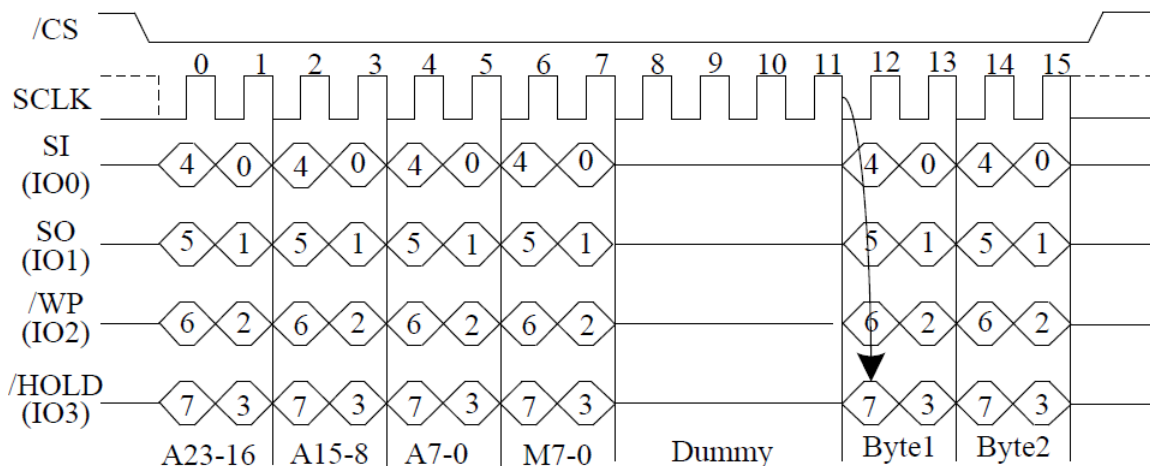 /CS
0 1 2 3 4 5 6 7 8 9 10 11 12 13 14 15
SCLK
SI
(IO0)
4 0 4 0 4 0 4 0 4 0 4 0
SO
(IO1)
5 1 5 1 5 1 5 1 5 1 5 1
/WP
(IO2)
6 2 6 2 6 2 6 2 6 2 6 2
/HOLD
(IO3)
7 3 7 3 7 3 7 3 7 3 7 3
A23-16 A15-8 A7-0 M7-0 Dummy Byte1 Byte2